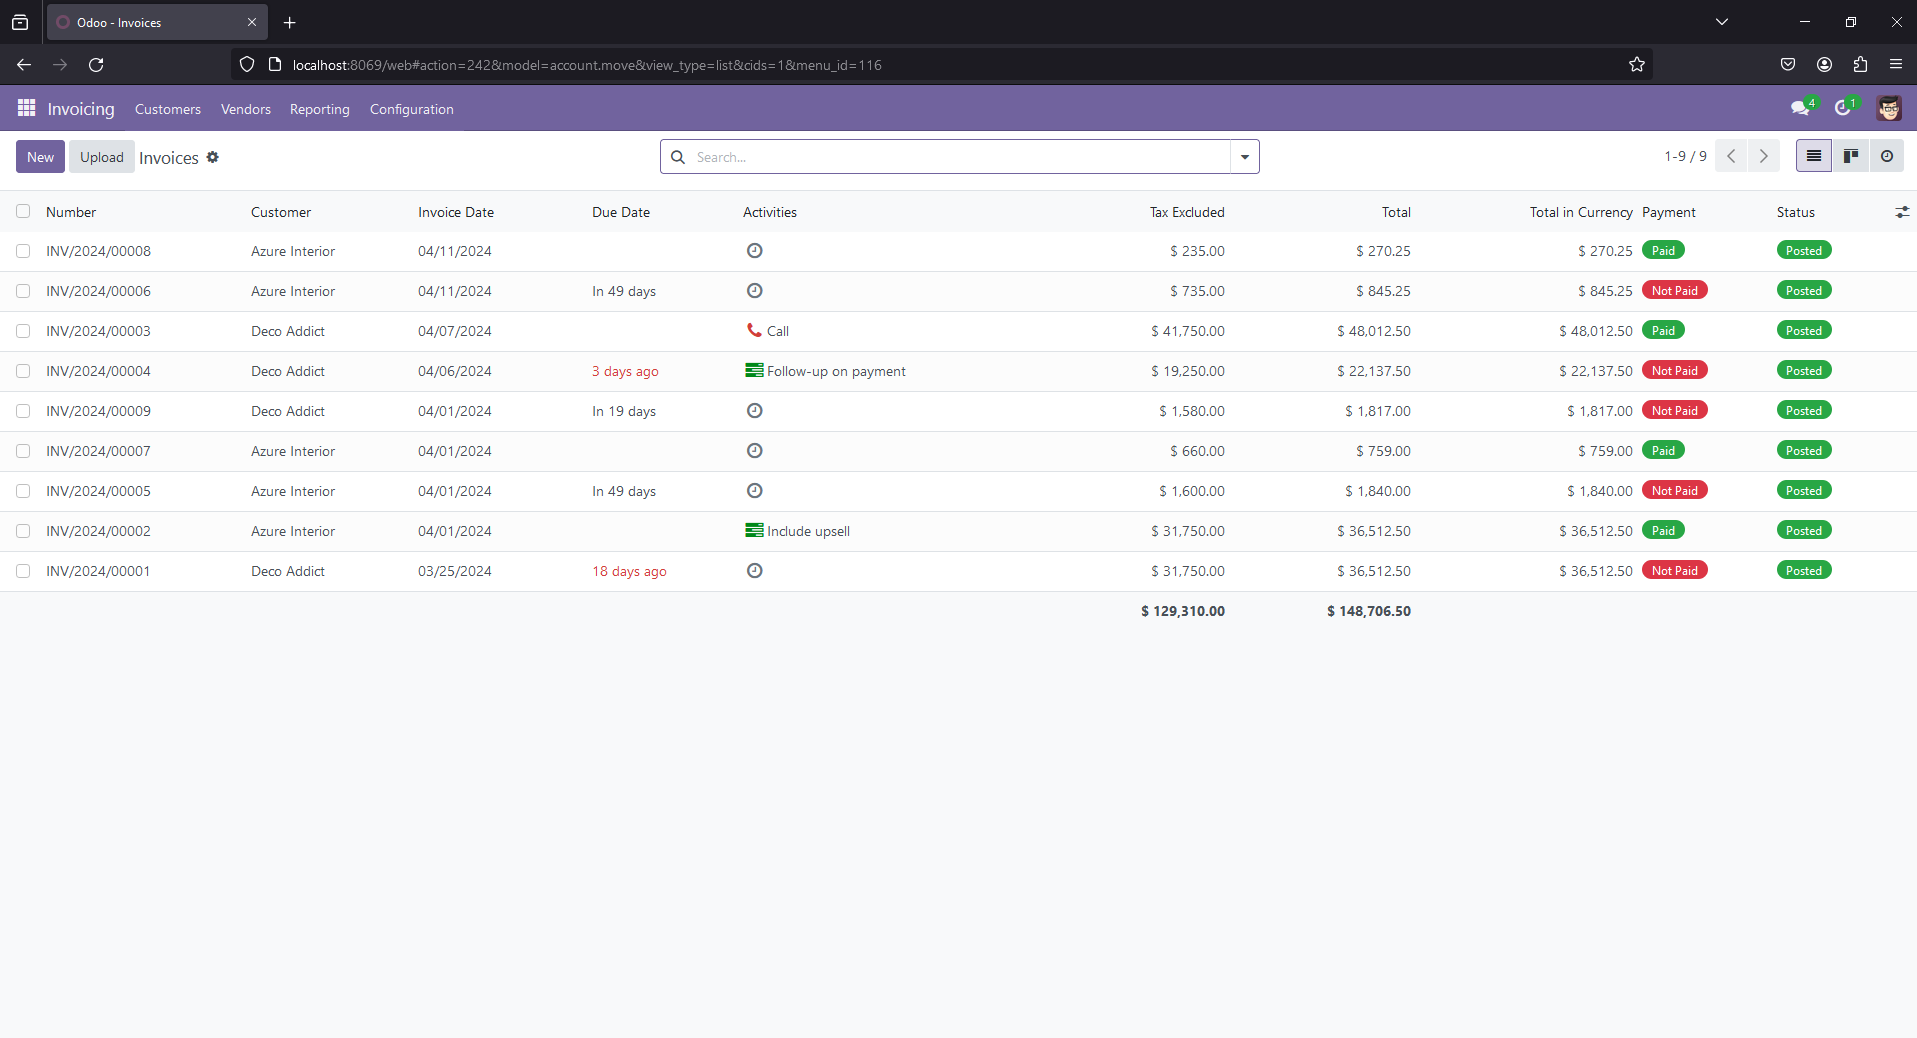 Odoo - Invoices
localhost:8069/web#action=242&model=account.move&view_type=list&cids=1&menu_id=116
Invoicing Customers Vendors Reporting Configuration 4 1
New Upload Invoices Search... 1-9 / 9
Number Customer Invoice Date Due Date Activities Tax Excluded Total Total in Currency Payment Status
INV/2024/00008 Azure Interior 04/11/2024 $ 235.00 $ 270.25 $ 270.25 Paid Posted
INV/2024/00006 Azure Interior 04/11/2024 In 49 days $ 735.00 $ 845.25 $ 845.25 Not Paid Posted
INV/2024/00003 Deco Addict 04/07/2024 Call $ 41,750.00 $ 48,012.50 $ 48,012.50 Paid Posted
INV/2024/00004 Deco Addict 04/06/2024 3 days ago Follow-up on payment $ 19,250.00 $ 22,137.50 $ 22,137.50 Not Paid Posted
INV/2024/00009 Deco Addict 04/01/2024 In 19 days $ 1,580.00 $ 1,817.00 $ 1,817.00 Not Paid Posted
INV/2024/00007 Azure Interior 04/01/2024 $ 660.00 $ 759.00 $ 759.00 Paid Posted
INV/2024/00005 Azure Interior 04/01/2024 In 49 days $ 1,600.00 $ 1,840.00 $ 1,840.00 Not Paid Posted
INV/2024/00002 Azure Interior 04/01/2024 Include upsell $ 31,750.00 $ 36,512.50 $ 36,512.50 Paid Posted
INV/2024/00001 Deco Addict 03/25/2024 18 days ago $ 31,750.00 $ 36,512.50 $ 36,512.50 Not Paid Posted
$ 129,310.00 $ 148,706.50